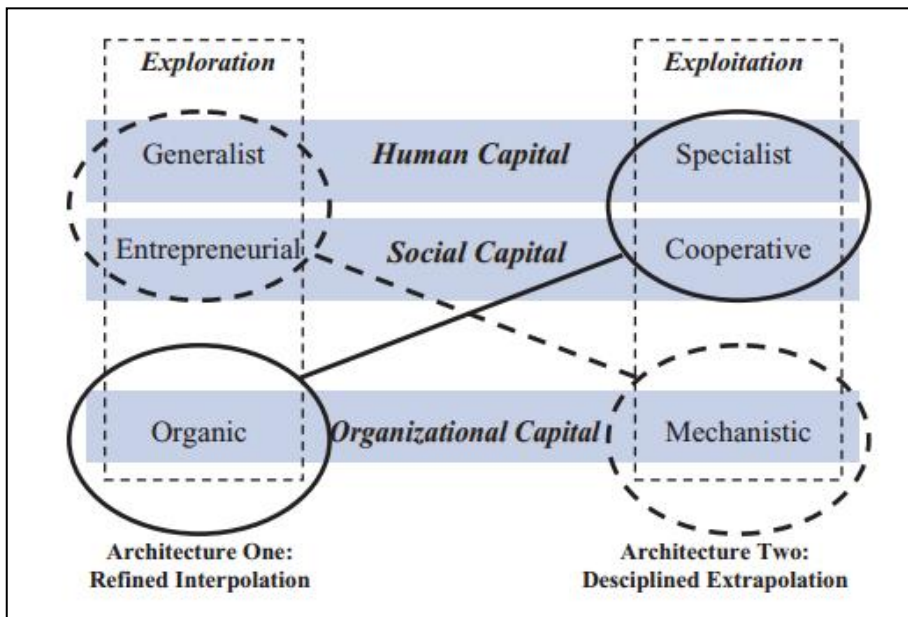 Exploration Exploitation
Generalist Human Capital Specialist
Entrepreneurial Social Capital Cooperative
Organic Organizational Capital Mechanistic
Architecture One: Architecture Two:
Refined Interpolation Desciplined Extrapolation